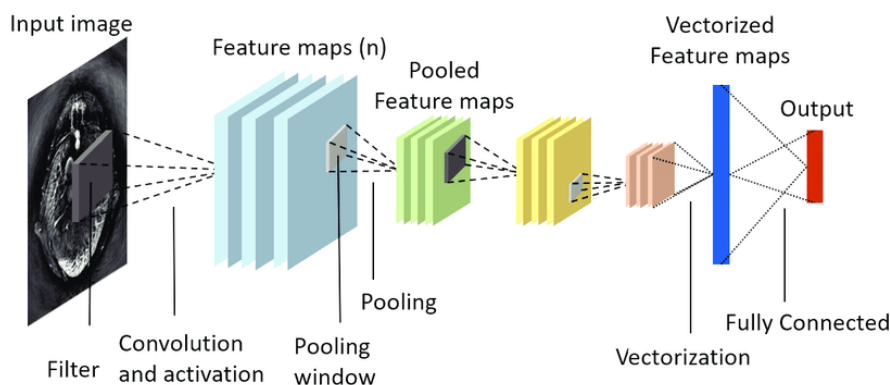 Input image
Feature maps (n)
Pooled
Feature maps
Vectorized
Feature maps
Output
Filter
Convolution
and activation
Pooling
window
Pooling
Vectorization
Fully Connected